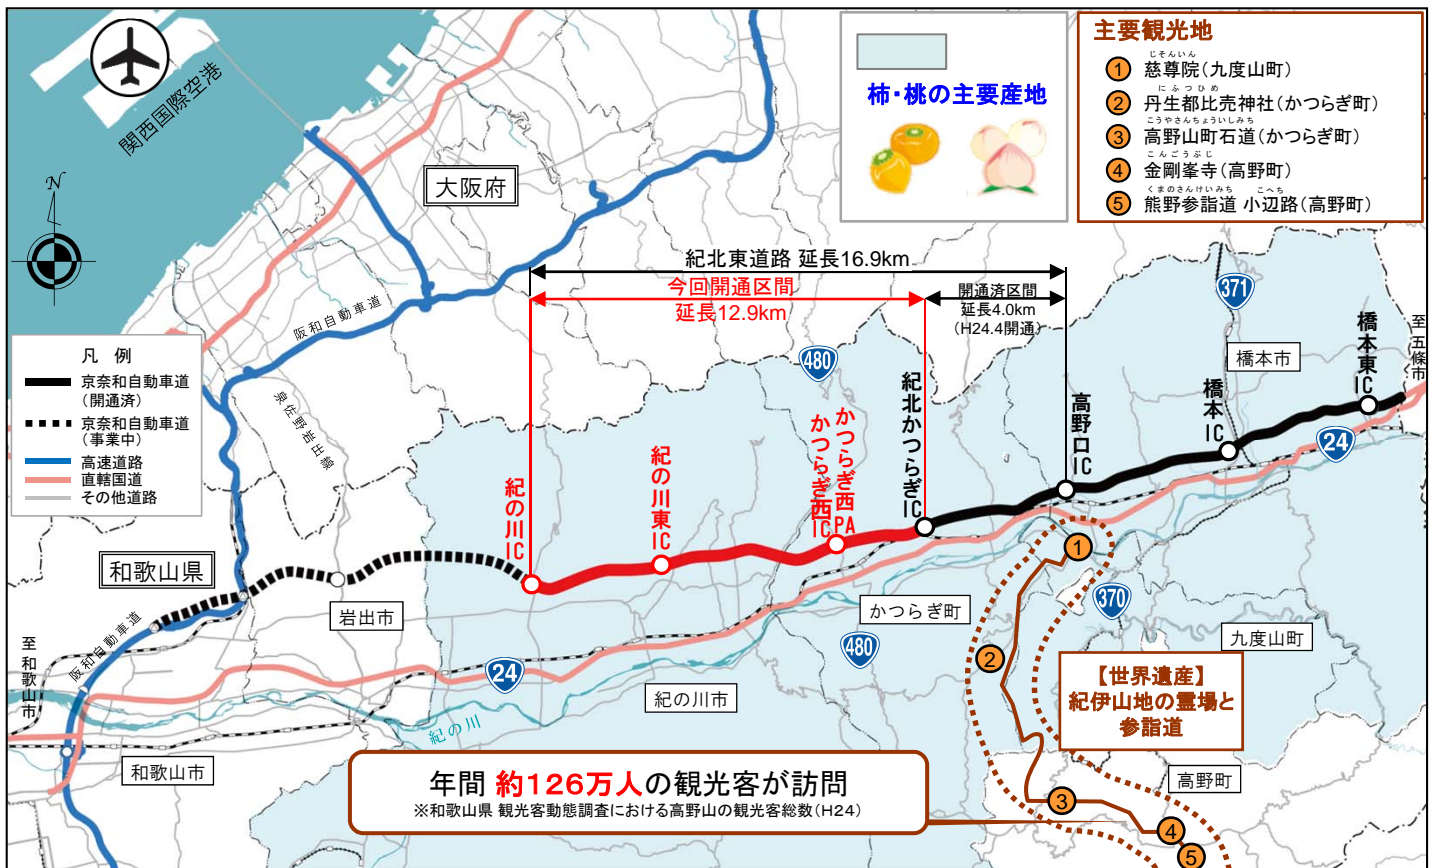 関西国際空港
N
大阪府
柿・桃の主要産地
主要観光地
じそんいん
1 慈尊院(九度山町)
にふつひめ
2 丹生都比売神社(かつらぎ町)
こうやさんちょういしみち
3 高野山町石道(かつらぎ町)
こんごうぶじ
4 金剛峯寺(高野町)
くまのさんけいみち こへち
5 熊野参詣道 小辺路(高野町)
紀北東道路 延長16.9km
今回開通区間
延長12.9km
開通済区間
延長4.0km
(H24.4開通)
阪和自動車道
凡 例
京奈和自動車道
(開通済)
京奈和自動車道
(事業中)
高速道路
直轄国道
その他道路
泉佐野岩出線
480
371
橋本市
至五條市
紀の川IC
紀の川東IC
かつらぎ西IC
かつらぎ西PA
紀北かつらぎIC
高野口IC
橋本IC
橋本東IC
24
和歌山県
岩出市
阪和自動車道
至和歌山市
和歌山市
24
紀の川
紀の川市
かつらぎ町
480
370
九度山町
1
2
【世界遺産】
紀伊山地の霊場と
参詣道
高野町
3
4
5
年間 約126万人の観光客が訪問
※和歌山県 観光客動態調査における高野山の観光客総数(H24)